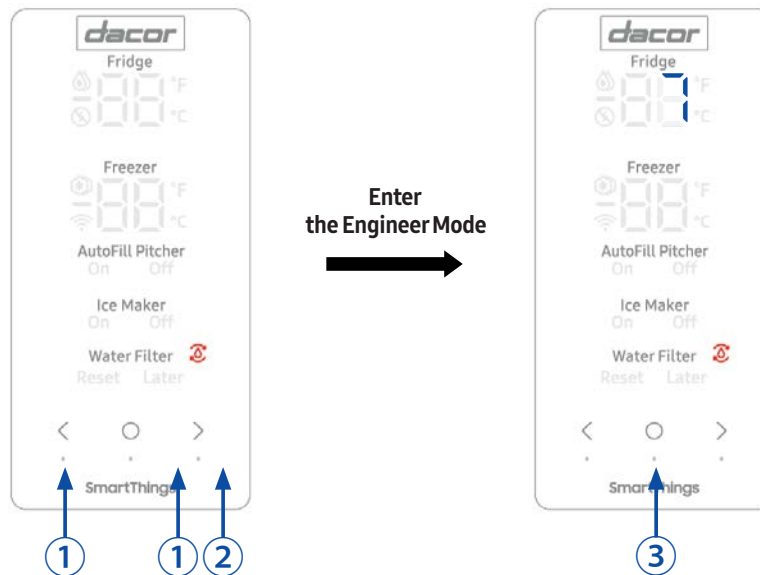 dacor
Fridge
°F
°C
Freezer
°F
°C
AutoFill Pitcher
On Off
Ice Maker
On Off
Water Filter
Reset Later
SmartThings
1 1 2
Enter
the Engineer Mode
dacor
Fridge
7
°F
°C
Freezer
°F
°C
AutoFill Pitcher
On Off
Ice Maker
On Off
Water Filter
Reset Later
SmartThings
3